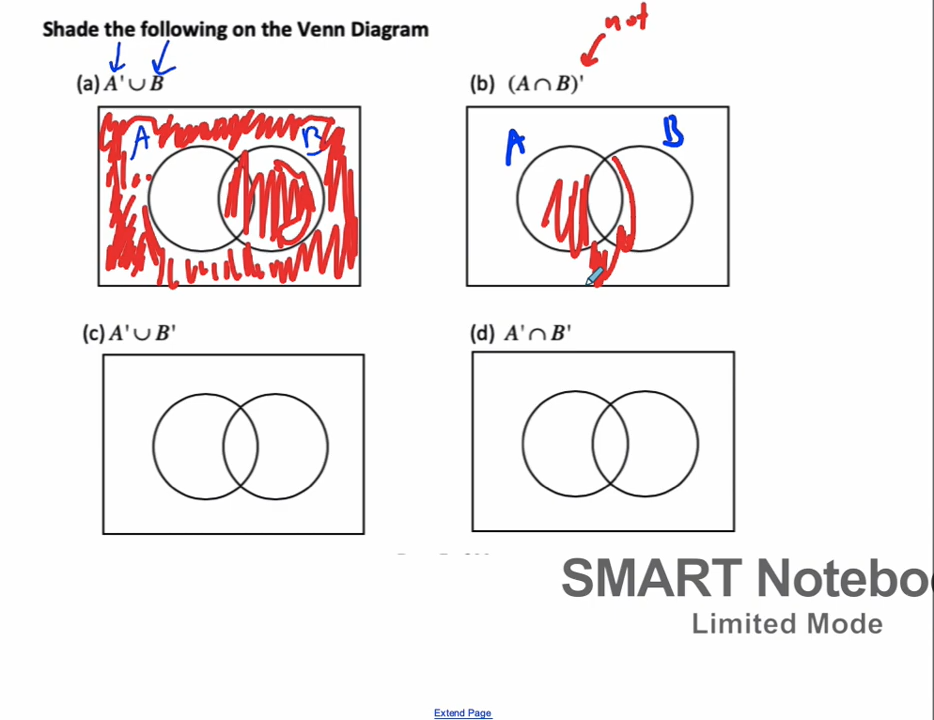 Shade the following on the Venn Diagram
not
(a) A' ∪ B
(b) (A ∩ B)'
A
B
A
B
(c) A' ∪ B'
(d) A' ∩ B'
SMART Notebo
Limited Mode
Extend Page